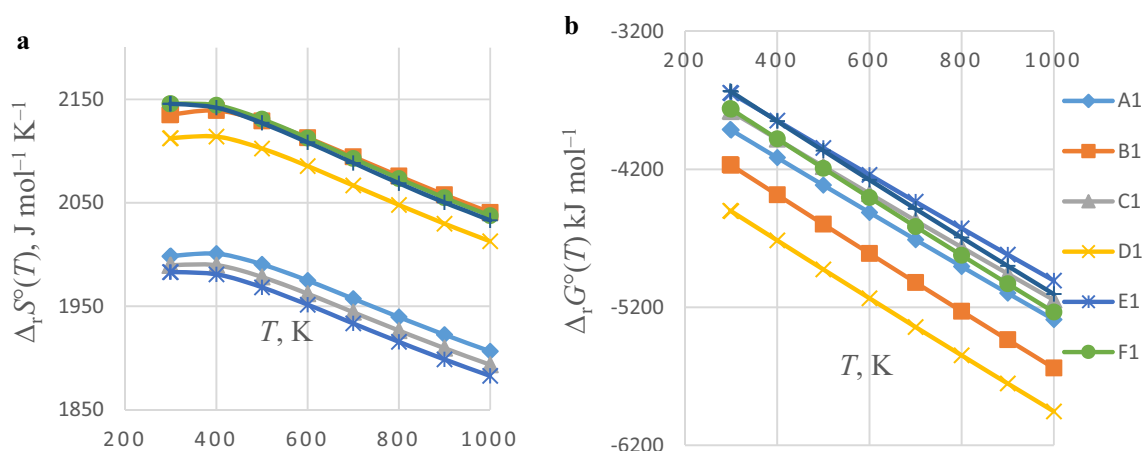 a
ΔrS°(T), J mol⁻¹ K⁻¹
2150
2050
1950
1850
T, K
200 400 600 800 1000
b
ΔrG°(T) kJ mol⁻¹
-3200
200 400 600 800 1000
-4200
-5200
-6200
T, K
A1
B1
C1
D1
E1
F1